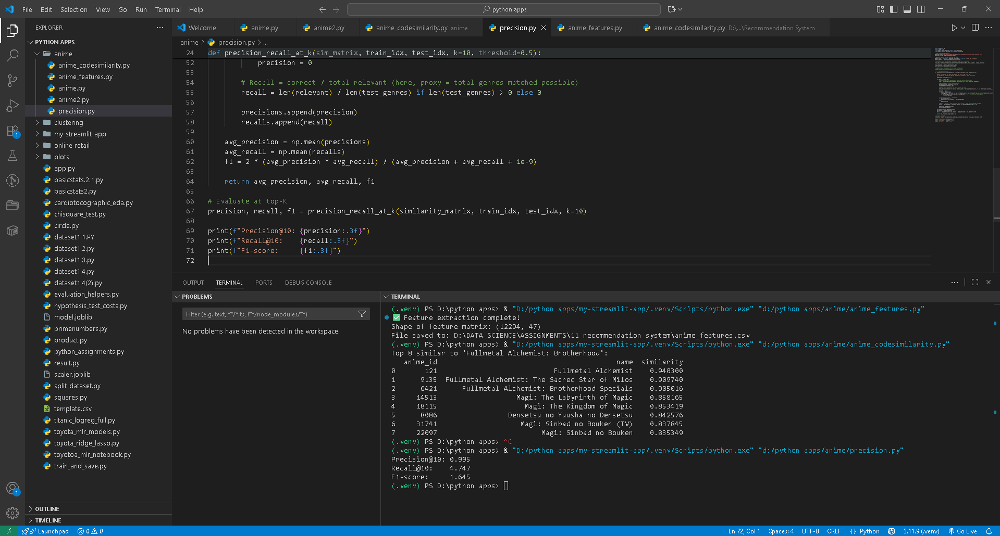 File Edit Selection View Go Run Terminal Help
python apps
EXPLORER
PYTHON APPS
anime
anime_codesimilarity.py
anime_features.py
anime.py
anime2.py
precision.py
clustering
my-streamlit-app
online retail
plots
app.py
basicstats.2.1.py
basicstats2.py
cardiotocographic_eda.py
chisquare_test.py
circle.py
dataset1.1.PY
dataset1.2.py
dataset1.3.py
dataset1.4.py
dataset1.4(2).py
evaluation_helpers.py
hypothesis_test_costs.py
model.joblib
primenumbers.py
product.py
python_assignments.py
result.py
scaler.joblib
split_dataset.py
squares.py
template.csv
titanic_logreg_full.py
toyota_mlr_models.py
toyota_ridge_lasso.py
toyotoa_mlr_notebook.py
train_and_save.py
OUTLINE
TIMELINE
1
1
Welcome anime.py anime2.py anime_codesimilarity.py anime precision.py anime_features.py anime_codesimilarity.py D:\...\Recommendation System
anime > precision.py > ...
24 def precision_recall_at_k(sim_matrix, train_idx, test_idx, k=10, threshold=0.5):
52 precision = 0
53
54 # Recall = correct / total relevant (here, proxy = total genres matched possible)
55 recall = len(relevant) / len(test_genres) if len(test_genres) > 0 else 0
56
57 precisions.append(precision)
58 recalls.append(recall)
59
60 avg_precision = np.mean(precisions)
61 avg_recall = np.mean(recalls)
62 f1 = 2 * (avg_precision * avg_recall) / (avg_precision + avg_recall + 1e-9)
63
64 return avg_precision, avg_recall, f1
65
66 # Evaluate at top-K
67 precision, recall, f1 = precision_recall_at_k(similarity_matrix, train_idx, test_idx, k=10)
68
69 print(f"Precision@10: {precision:.3f}")
70 print(f"Recall@10:    {recall:.3f}")
71 print(f"F1-score:     {f1:.3f}")
72
OUTPUT TERMINAL PORTS DEBUG CONSOLE
PROBLEMS
Filter (e.g. text, **/*.ts, !**/node_modules/**)
No problems have been detected in the workspace.
TERMINAL
(.venv) PS D:\python apps> & "D:/python apps/my-streamlit-app/.venv/Scripts/python.exe" "d:/python apps/anime/anime_features.py"
✅ Feature extraction complete!
Shape of feature matrix: (12294, 47)
File saved to: D:\DATA SCIENCE\ASSIGNMENTS\11 recommendation system\anime_features.csv
(.venv) PS D:\python apps> & "D:/python apps/my-streamlit-app/.venv/Scripts/python.exe" "d:/python apps/anime/anime_codesimilarity.py"
Top 8 similar to 'Fullmetal Alchemist: Brotherhood':
anime_id name similarity
0 121 Fullmetal Alchemist 0.940300
1 9135 Fullmetal Alchemist: The Sacred Star of Milos 0.909740
2 6421 Fullmetal Alchemist: Brotherhood Specials 0.905016
3 14513 Magi: The Labyrinth of Magic 0.858165
4 18115 Magi: The Kingdom of Magic 0.853419
5 8086 Densetsu no Yuusha no Densetsu 0.842576
6 31741 Magi: Sinbad no Bouken (TV) 0.837845
7 22097 Magi: Sinbad no Bouken 0.835349
(.venv) PS D:\python apps> ^C
(.venv) PS D:\python apps> & "D:/python apps/my-streamlit-app/.venv/Scripts/python.exe" "d:/python apps/anime/precision.py"
Precision@10: 0.995
Recall@10:    4.747
F1-score:     1.645
(.venv) PS D:\python apps>
Launchpad 0 0 Ln 72, Col 1 Spaces: 4 UTF-8 CRLF {} Python 3.11.9 (.venv) Go Live